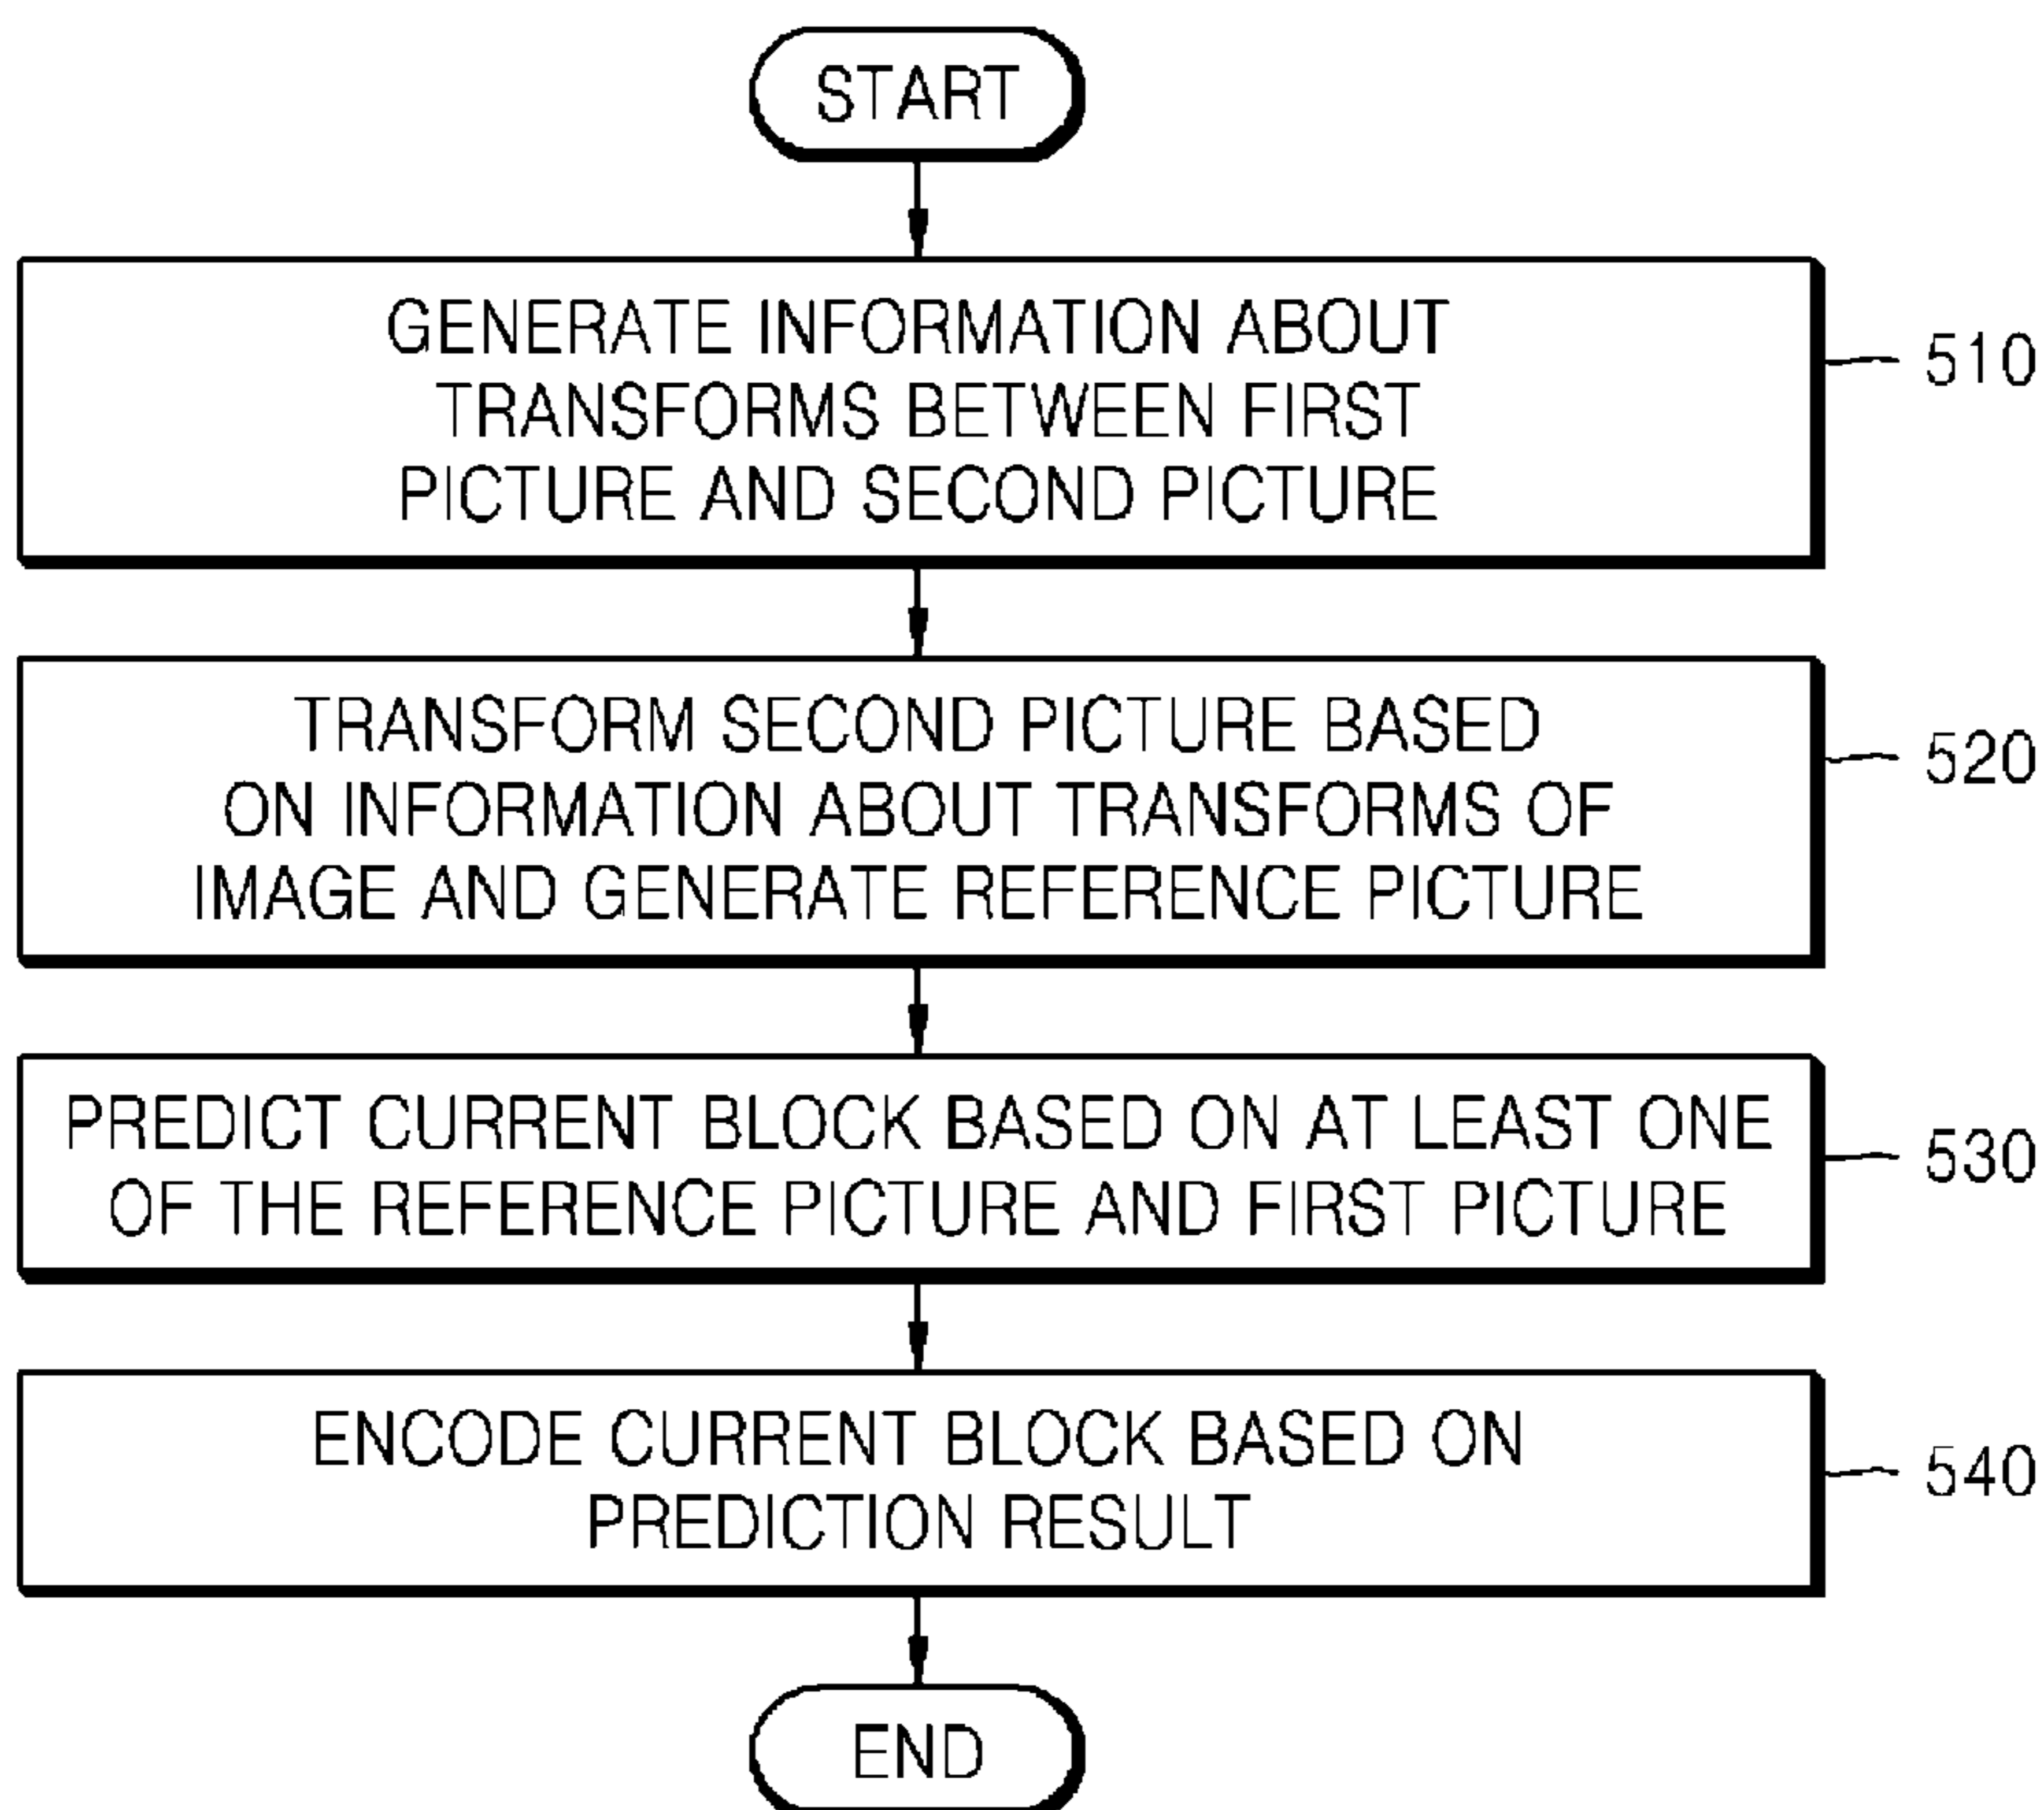 START
GENERATE INFORMATION ABOUT
TRANSFORMS BETWEEN FIRST
PICTURE AND SECOND PICTURE
510
TRANSFORM SECOND PICTURE BASED
ON INFORMATION ABOUT TRANSFORMS OF
IMAGE AND GENERATE REFERENCE PICTURE
520
PREDICT CURRENT BLOCK BASED ON AT LEAST ONE
OF THE REFERENCE PICTURE AND FIRST PICTURE
530
ENCODE CURRENT BLOCK BASED ON
PREDICTION RESULT
540
END